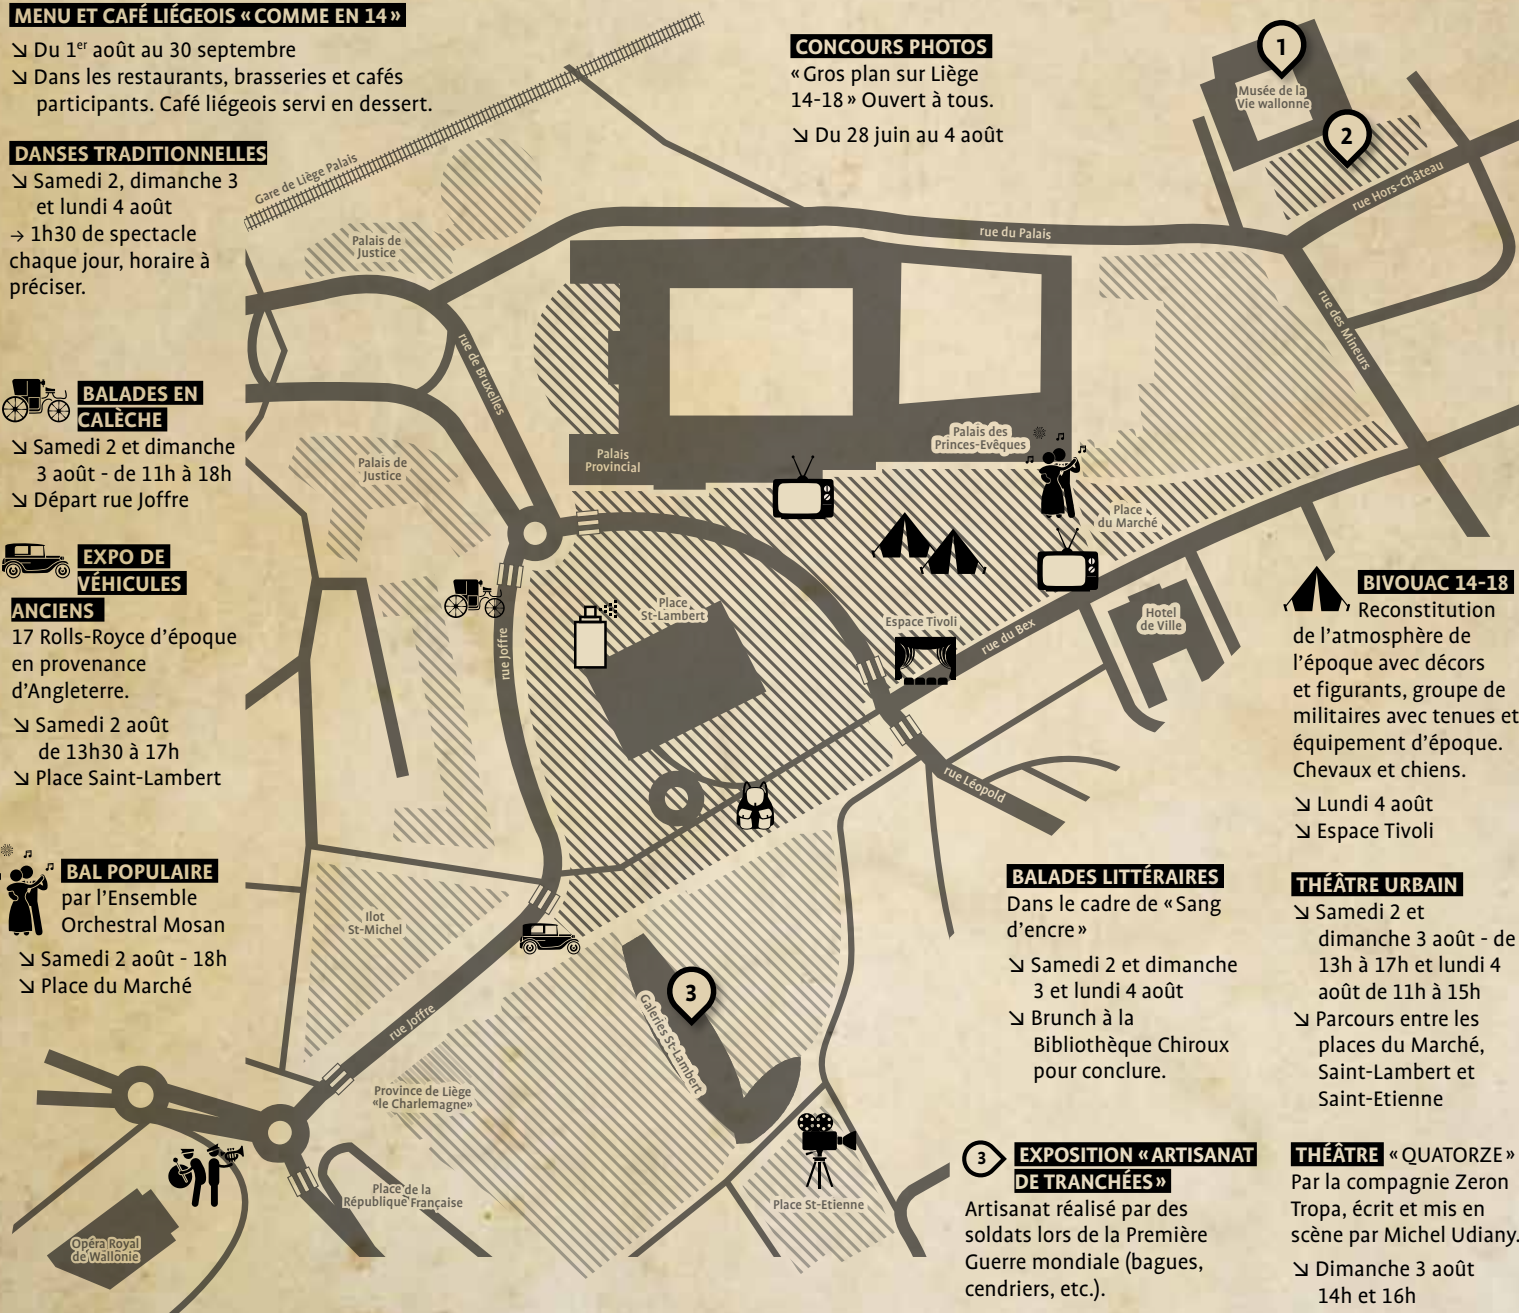 MENU ET CAFÉ LIÉGEOIS « COMME EN 14 »
↘ Du 1er août au 30 septembre
↘ Dans les restaurants, brasseries et cafés
participants. Café liégeois servi en dessert.
DANSES TRADITIONNELLES
↘ Samedi 2, dimanche 3
et lundi 4 août
→ 1h30 de spectacle
chaque jour, horaire à
préciser.
BALADES EN
CALÈCHE
↘ Samedi 2 et dimanche
3 août - de 11h à 18h
↘ Départ rue Joffre
EXPO DE
VÉHICULES
ANCIENS
17 Rolls-Royce d'époque
en provenance
d'Angleterre.
↘ Samedi 2 août
de 13h30 à 17h
↘ Place Saint-Lambert
BAL POPULAIRE
par l'Ensemble
Orchestral Mosan
↘ Samedi 2 août - 18h
↘ Place du Marché
CONCOURS PHOTOS
« Gros plan sur Liège
14-18 » Ouvert à tous.
↘ Du 28 juin au 4 août
1
Musée de la
Vie wallonne
2
rue Hors-Château
Gare de Liège Palais
Palais de
Justice
rue du Palais
rue des Mineurs
rue de Bruxelles
Palais
Provincial
Palais des
Princes-Evêques
Palais de
Justice
Place
du Marché
Place
St-Lambert
Espace Tivoli
rue du Bex
Hotel
de Ville
rue Joffre
rue Léopold
Ilot
St-Michel
3
Galeries St-Lambert
rue Joffre
Province de Liège
«le Charlemagne»
Place de la
République Française
Place St-Etienne
Opéra Royal
de Wallonie
BIVOUAC 14-18
Reconstitution
de l'atmosphère de
l'époque avec décors
et figurants, groupe de
militaires avec tenues et
équipement d'époque.
Chevaux et chiens.
↘ Lundi 4 août
↘ Espace Tivoli
BALADES LITTÉRAIRES
Dans le cadre de « Sang
d'encre »
↘ Samedi 2 et dimanche
3 et lundi 4 août
↘ Brunch à la
Bibliothèque Chiroux
pour conclure.
THÉÂTRE URBAIN
↘ Samedi 2 et
dimanche 3 août - de
13h à 17h et lundi 4
août de 11h à 15h
↘ Parcours entre les
places du Marché,
Saint-Lambert et
Saint-Etienne
3 EXPOSITION « ARTISANAT
DE TRANCHÉES »
Artisanat réalisé par des
soldats lors de la Première
Guerre mondiale (bagues,
cendriers, etc.).
THÉÂTRE « QUATORZE »
Par la compagnie Zeron
Tropa, écrit et mis en
scène par Michel Udiany.
↘ Dimanche 3 août
14h et 16h